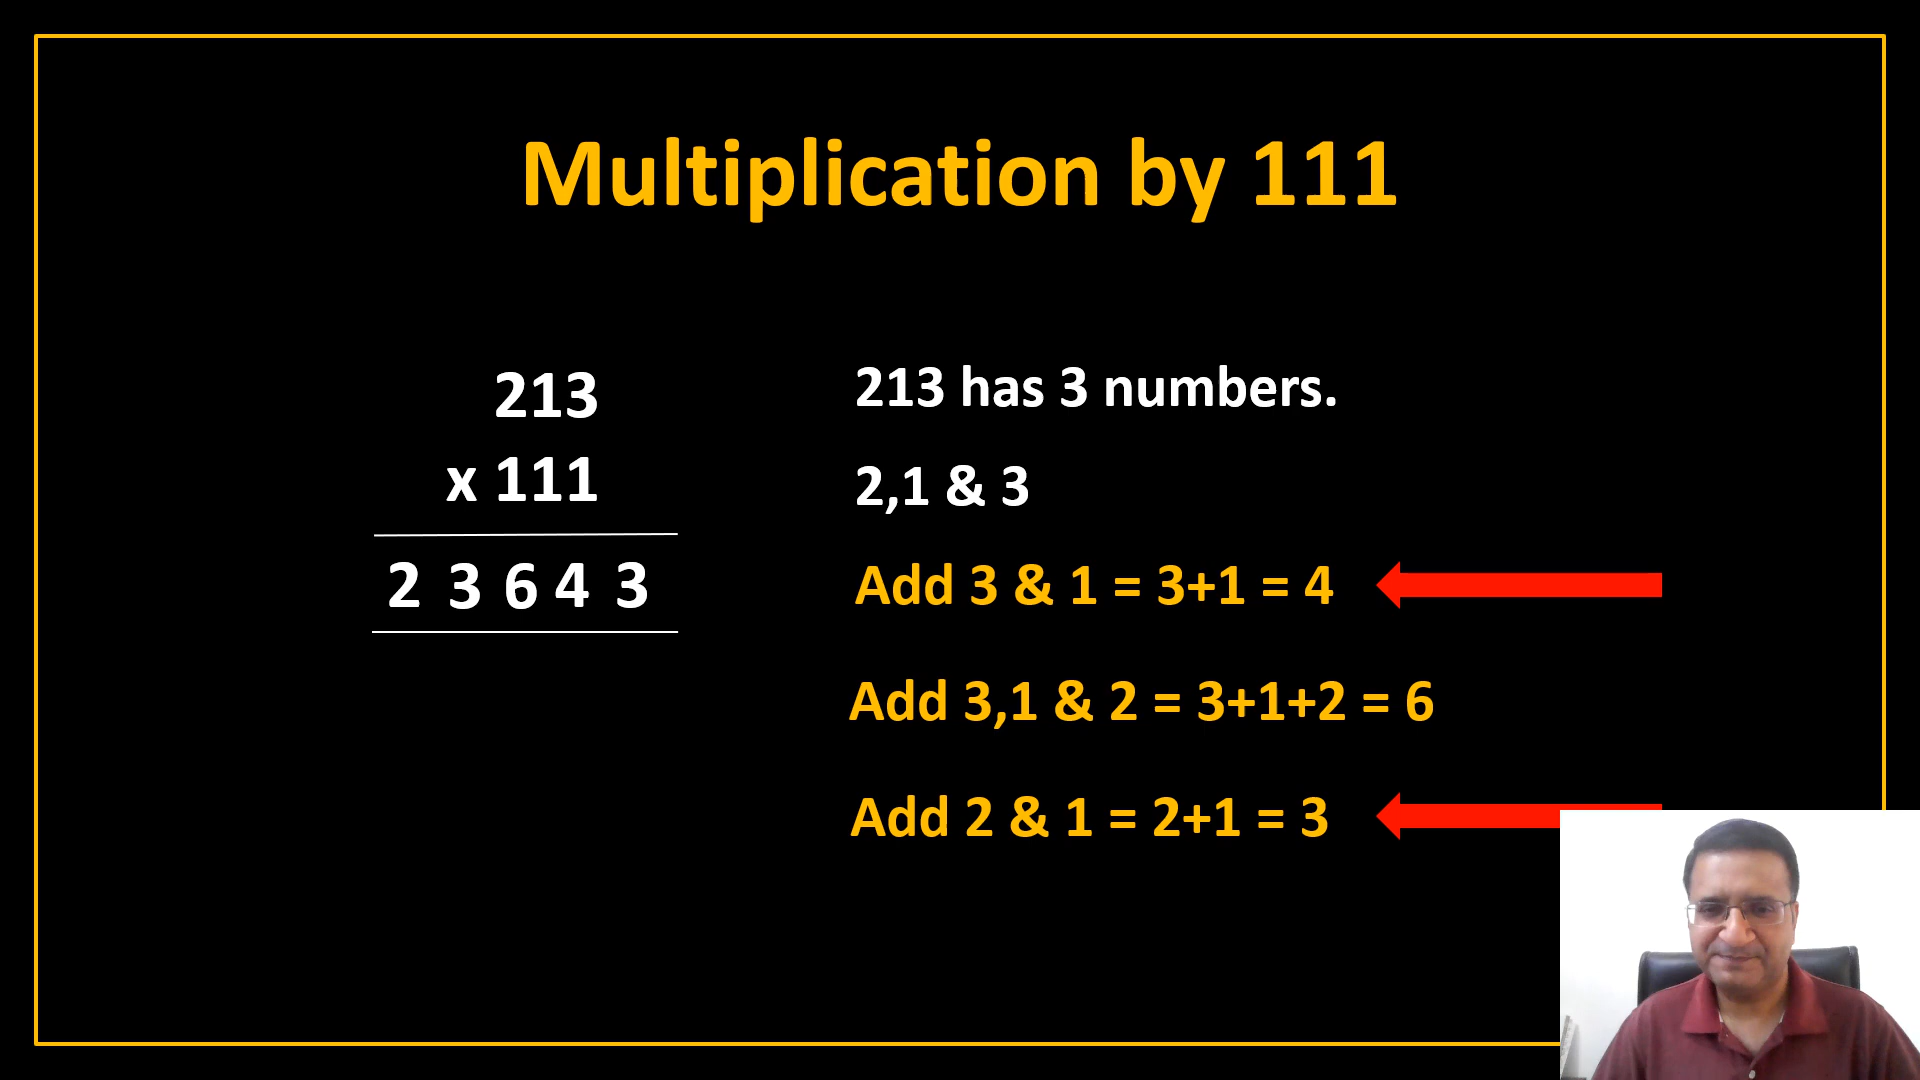 Multiplication by 111
213
x 111
2 3 6 4 3
213 has 3 numbers.
2,1 & 3
Add 3 & 1 = 3+1 = 4
Add 3,1 & 2 = 3+1+2 = 6
Add 2 & 1 = 2+1 = 3